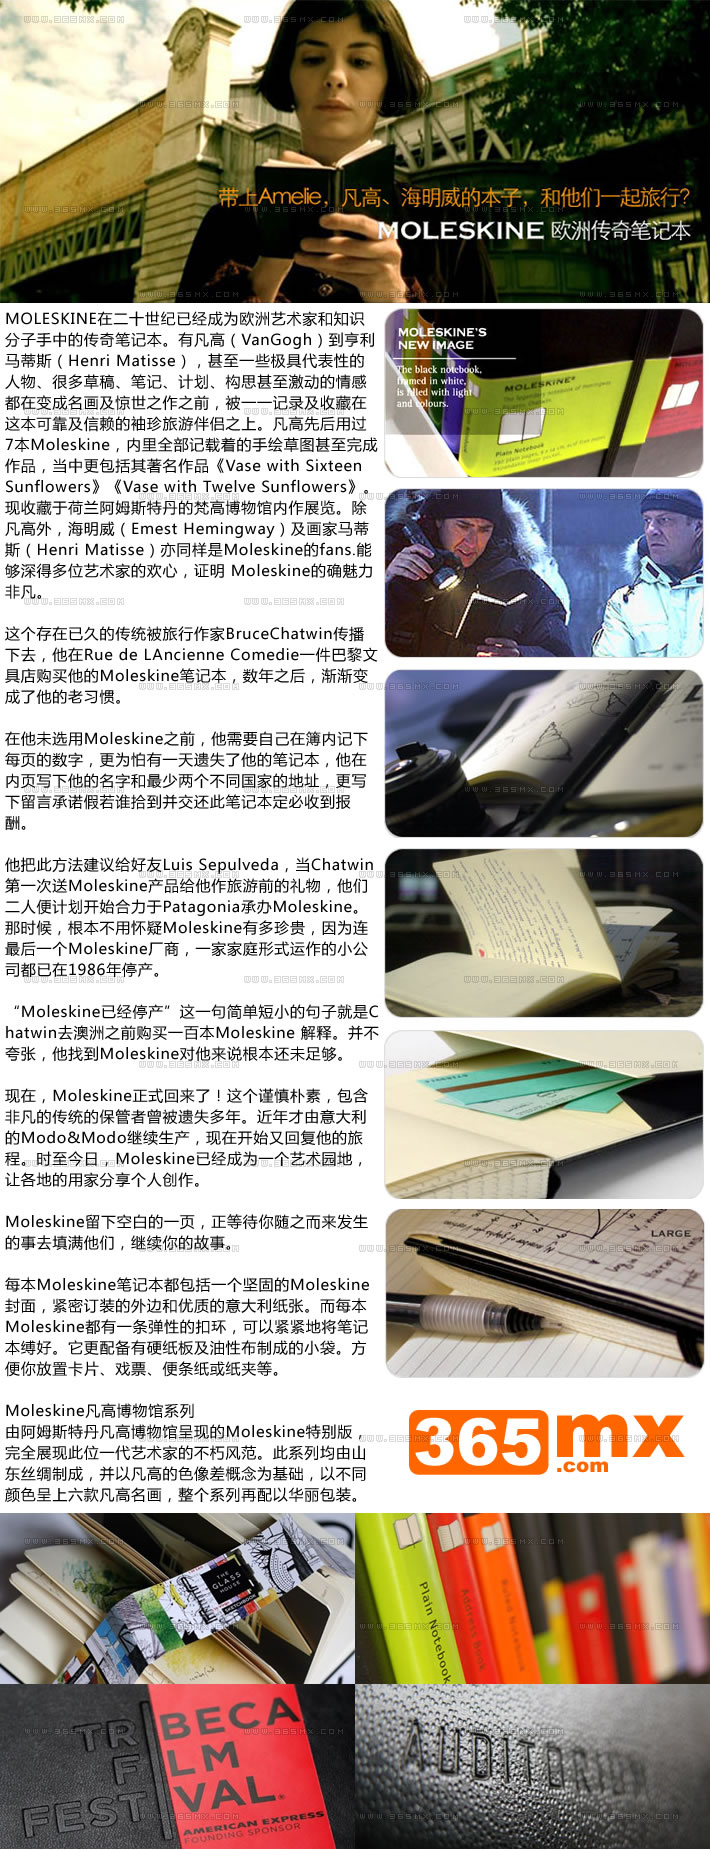 带上Amelie，凡高、海明威的本子，和他们一起旅行?
MOLESKINE 欧洲传奇笔记本
MOLESKINE在二十世纪已经成为欧洲艺术家和知识
分子手中的传奇笔记本。有凡高（VanGogh）到亨利
马蒂斯（Henri Matisse），甚至一些极具代表性的
人物、很多草稿、笔记、计划、构思甚至激动的情感
都在变成名画及惊世之作之前，被一一记录及收藏在
这本可靠及信赖的袖珍旅游伴侣之上。凡高先后用过
7本Moleskine，内里全部记载着的手绘草图甚至完成
作品，当中更包括其著名作品《Vase with Sixteen
Sunflowers》《Vase with Twelve Sunflowers》。
现收藏于荷兰阿姆斯特丹的梵高博物馆内作展览。除
凡高外，海明威（Emest Hemingway）及画家马蒂
斯（Henri Matisse）亦同样是Moleskine的fans.能
够深得多位艺术家的欢心，证明 Moleskine的确魅力
非凡。
这个存在已久的传统被旅行作家BruceChatwin传播
下去，他在Rue de LAncienne Comedie一件巴黎文
具店购买他的Moleskine笔记本，数年之后，渐渐变
成了他的老习惯。
在他未选用Moleskine之前，他需要自己在簿内记下
每页的数字，更为怕有一天遗失了他的笔记本，他在
内页写下他的名字和最少两个不同国家的地址，更写
下留言承诺假若谁拾到并交还此笔记本定必收到报
酬。
他把此方法建议给好友Luis Sepulveda，当Chatwin
第一次送Moleskine产品给他作旅游前的礼物，他们
二人便计划开始合力于Patagonia承办Moleskine。
那时候，根本不用怀疑Moleskine有多珍贵，因为连
最后一个Moleskine厂商，一家家庭形式运作的小公
司都已在1986年停产。
“Moleskine已经停产”这一句简单短小的句子就是C
hatwin去澳洲之前购买一百本Moleskine 解释。并不
夸张，他找到Moleskine对他来说根本还未足够。
现在，Moleskine正式回来了！这个谨慎朴素，包含
非凡的传统的保管者曾被遗失多年。近年才由意大利
的Modo&Modo继续生产，现在开始又回复他的旅
程。时至今日，Moleskine已经成为一个艺术园地，
让各地的用家分享个人创作。
Moleskine留下空白的一页，正等待你随之而来发生
的事去填满他们，继续你的故事。
每本Moleskine笔记本都包括一个坚固的Moleskine
封面，紧密订装的外边和优质的意大利纸张。而每本
Moleskine都有一条弹性的扣环，可以紧紧地将笔记
本缚好。它更配备有硬纸板及油性布制成的小袋。方
便你放置卡片、戏票、便条纸或纸夹等。
Moleskine凡高博物馆系列
由阿姆斯特丹凡高博物馆呈现的Moleskine特别版，
完全展现此位一代艺术家的不朽风范。此系列均由山
东丝绸制成，并以凡高的色像差概念为基础，以不同
颜色呈上六款凡高名画，整个系列再配以华丽包装。
MOLESKINE'S
NEW IMAGE
The black notebook,
framed in white,
is filled with light
and colours.
MOLESKINE®
Plain Notebook
LARGE
365mx
.com
THE
GLASS
HOUSE
SKETCHBOOK
Plain Notebook
Address Book
TRIBECA
FILM
FESTIVAL®
AMERICAN EXPRESS
FOUNDING SPONSOR
AUDITORI
WWW.365MX.COM